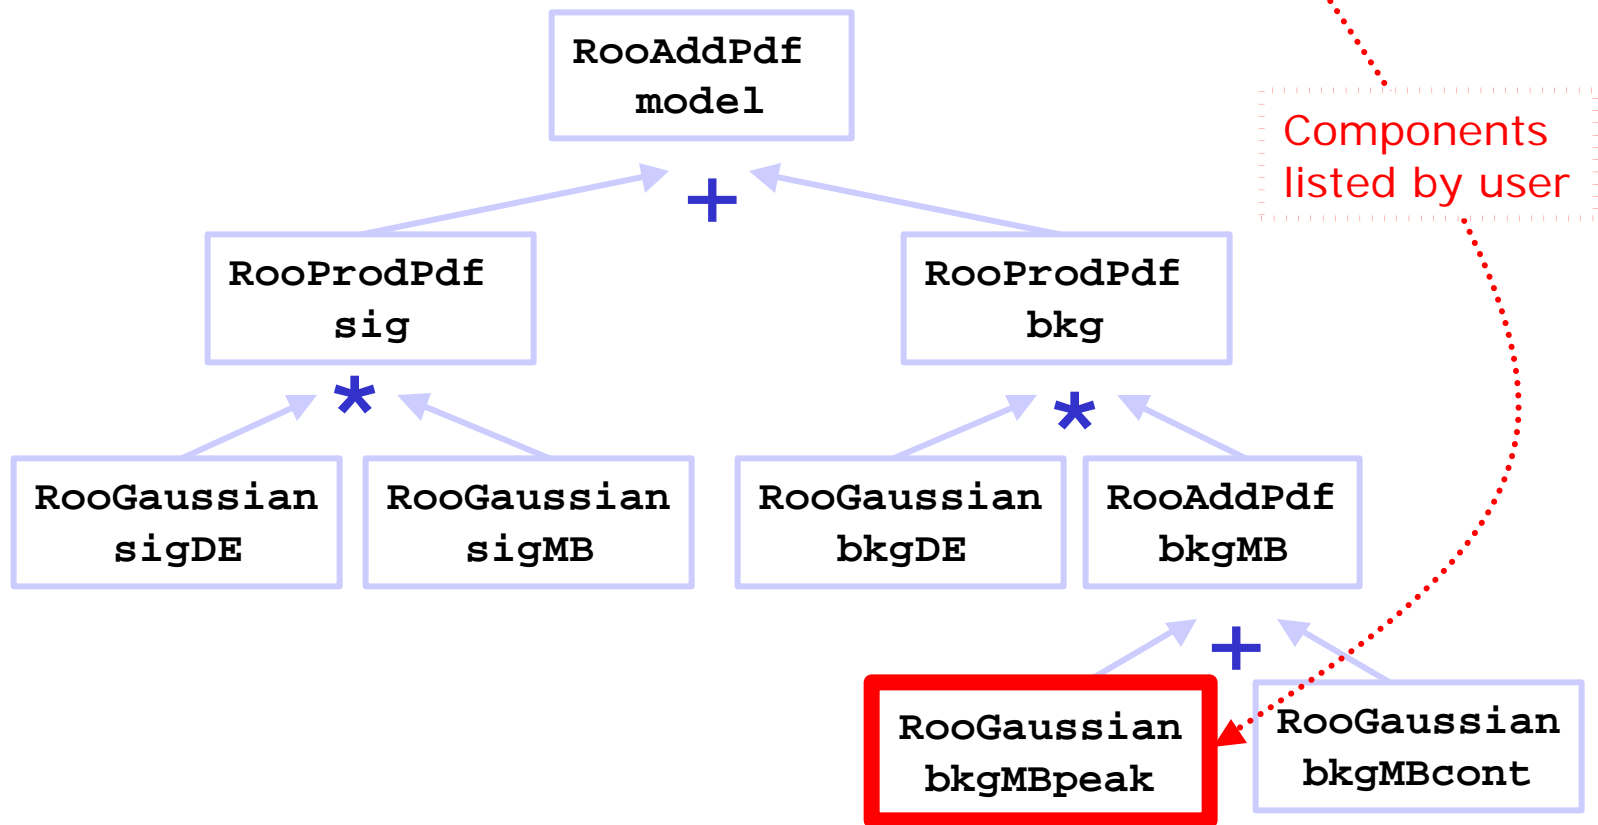 RooAddPdf
model
Components
listed by user
+
RooProdPdf
sig
RooProdPdf
bkg
*
*
RooGaussian
sigDE
RooGaussian
sigMB
RooGaussian
bkgDE
RooAddPdf
bkgMB
+
RooGaussian
bkgMBpeak
RooGaussian
bkgMBcont